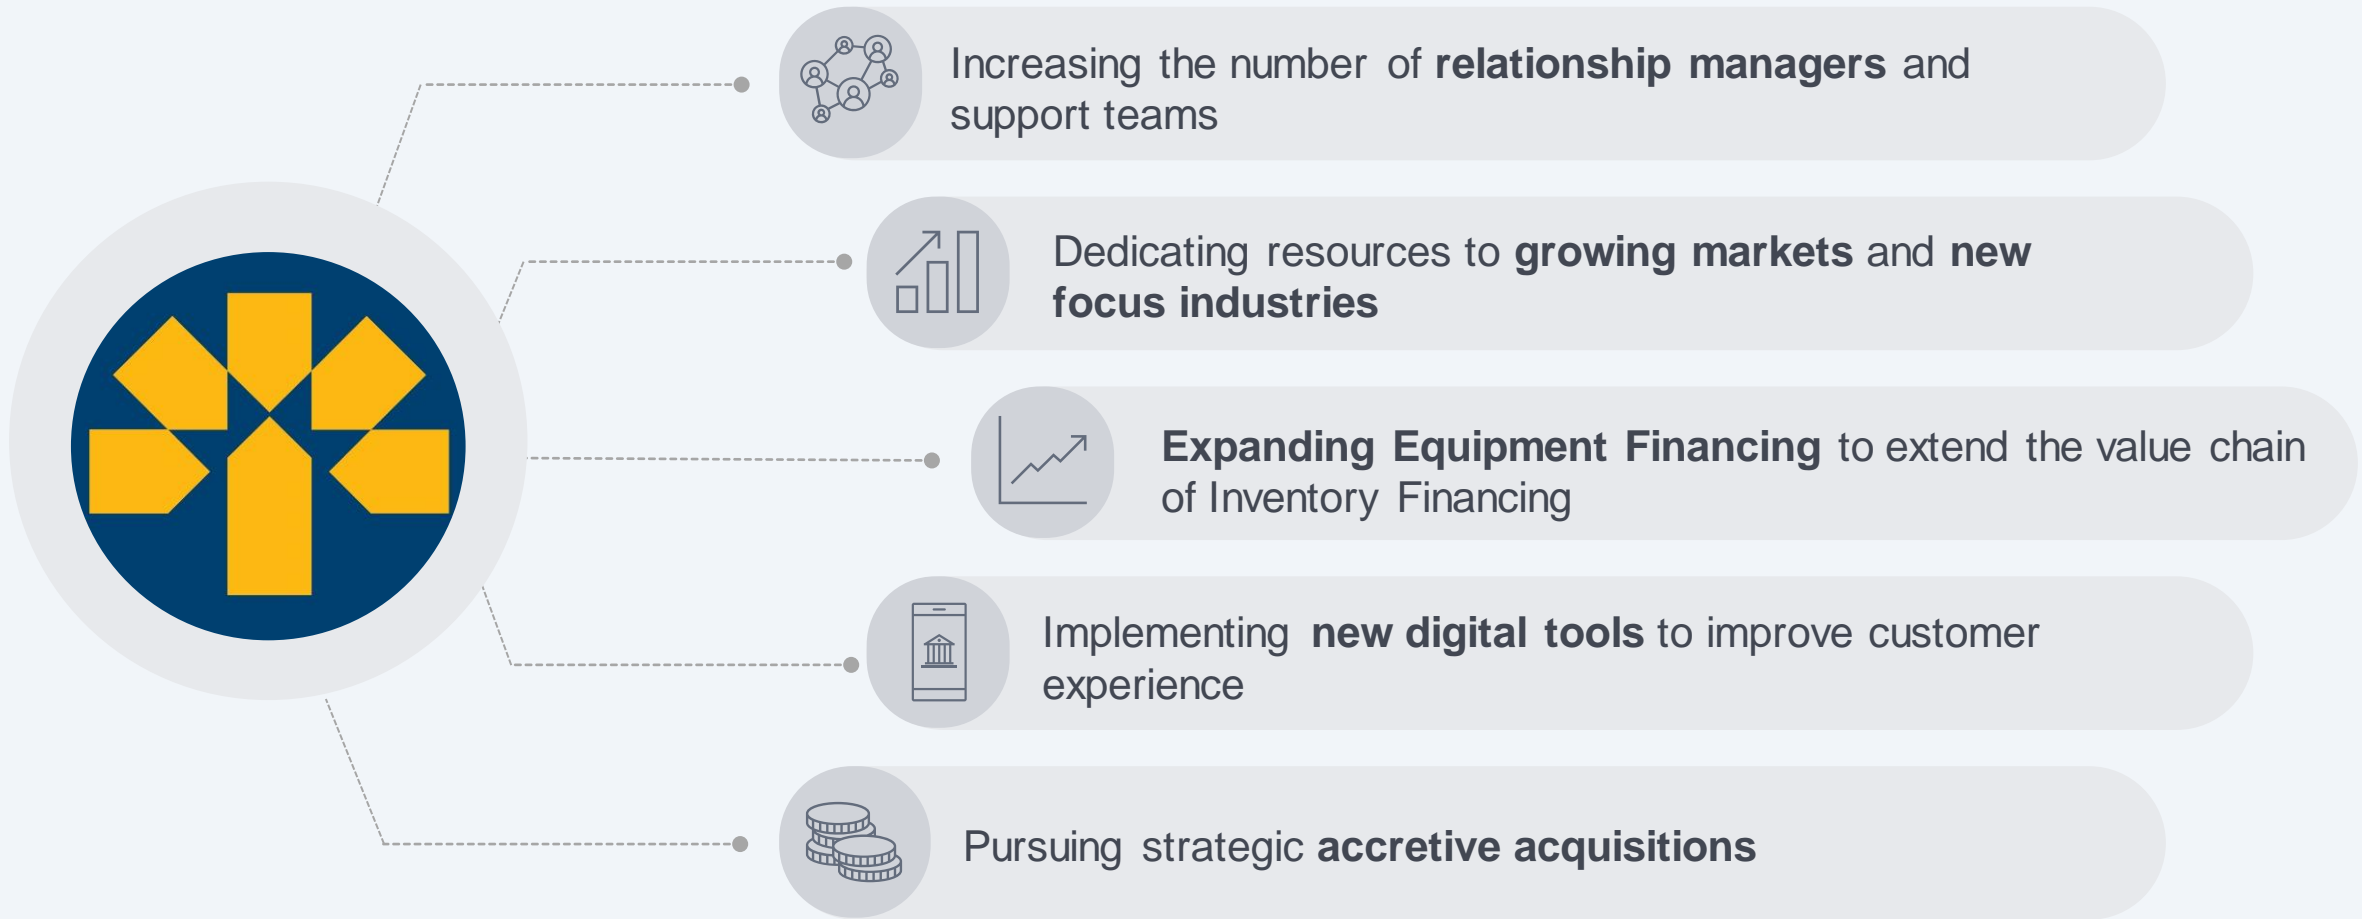 Increasing the number of relationship managers and
support teams
Dedicating resources to growing markets and new
focus industries
Expanding Equipment Financing to extend the value chain
of Inventory Financing
Implementing new digital tools to improve customer
experience
Pursuing strategic accretive acquisitions